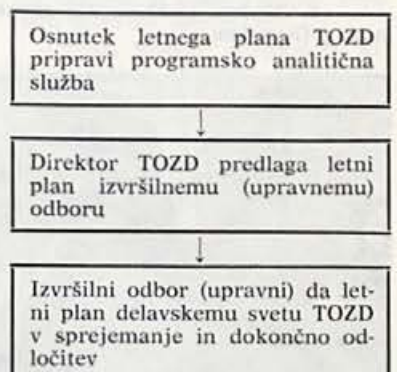 Osnutek letnega plana TOZD
pripravi programsko analitična
služba
↓
Direktor TOZD predlaga letni
plan izvršilnemu (upravnemu)
odboru
↓
Izvršilni odbor (upravni) da let-
ni plan delavskemu svetu TOZD
v sprejemanje in dokončno od-
ločitev